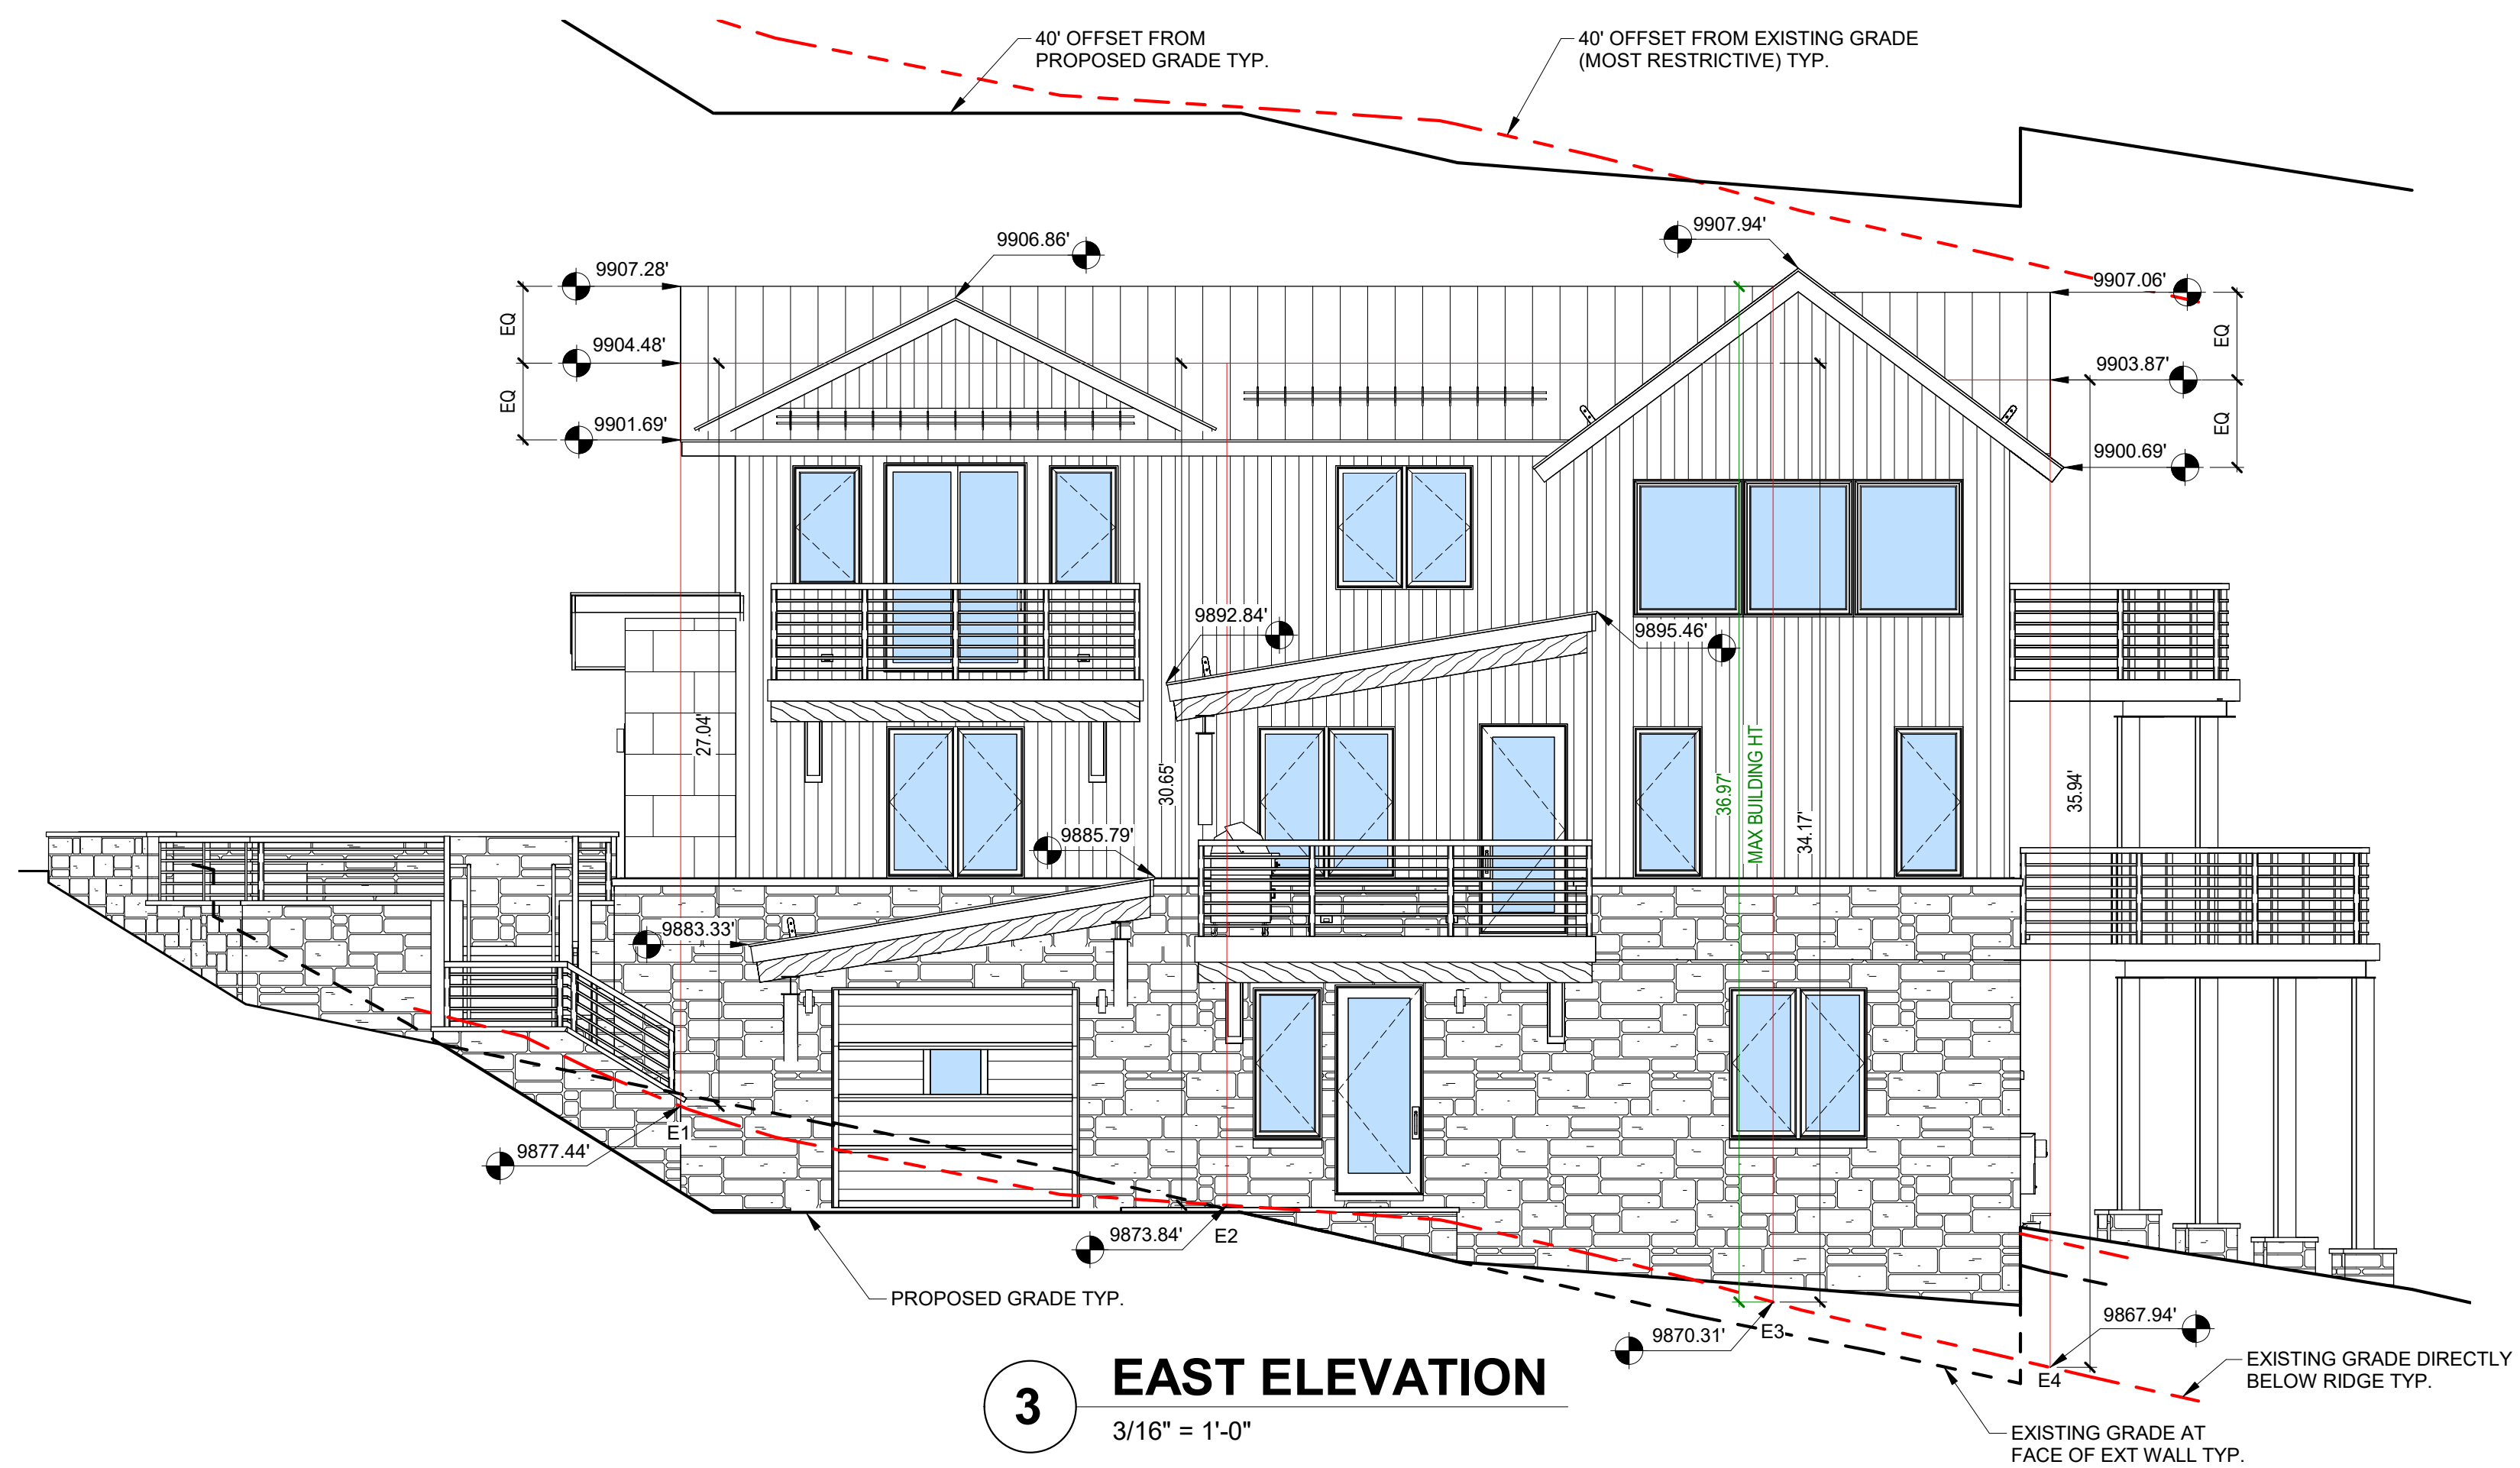 40' OFFSET FROM
PROPOSED GRADE TYP.
40' OFFSET FROM EXISTING GRADE
(MOST RESTRICTIVE) TYP.
9907.94'
9906.86'
9907.28'
9907.06'
EQ
EQ
9904.48'
9903.87'
EQ
EQ
9901.69'
9900.69'
9892.84'
9895.46'
27.04'
30.65'
36.97'
MAX BUILDING HT
34.17'
35.94'
9885.79'
9883.33'
E1
9877.44'
9873.84'
E2
PROPOSED GRADE TYP.
9870.31'
E3
9867.94'
E4
EXISTING GRADE DIRECTLY
BELOW RIDGE TYP.
EXISTING GRADE AT
FACE OF EXT WALL TYP.
3
EAST ELEVATION
3/16" = 1'-0"